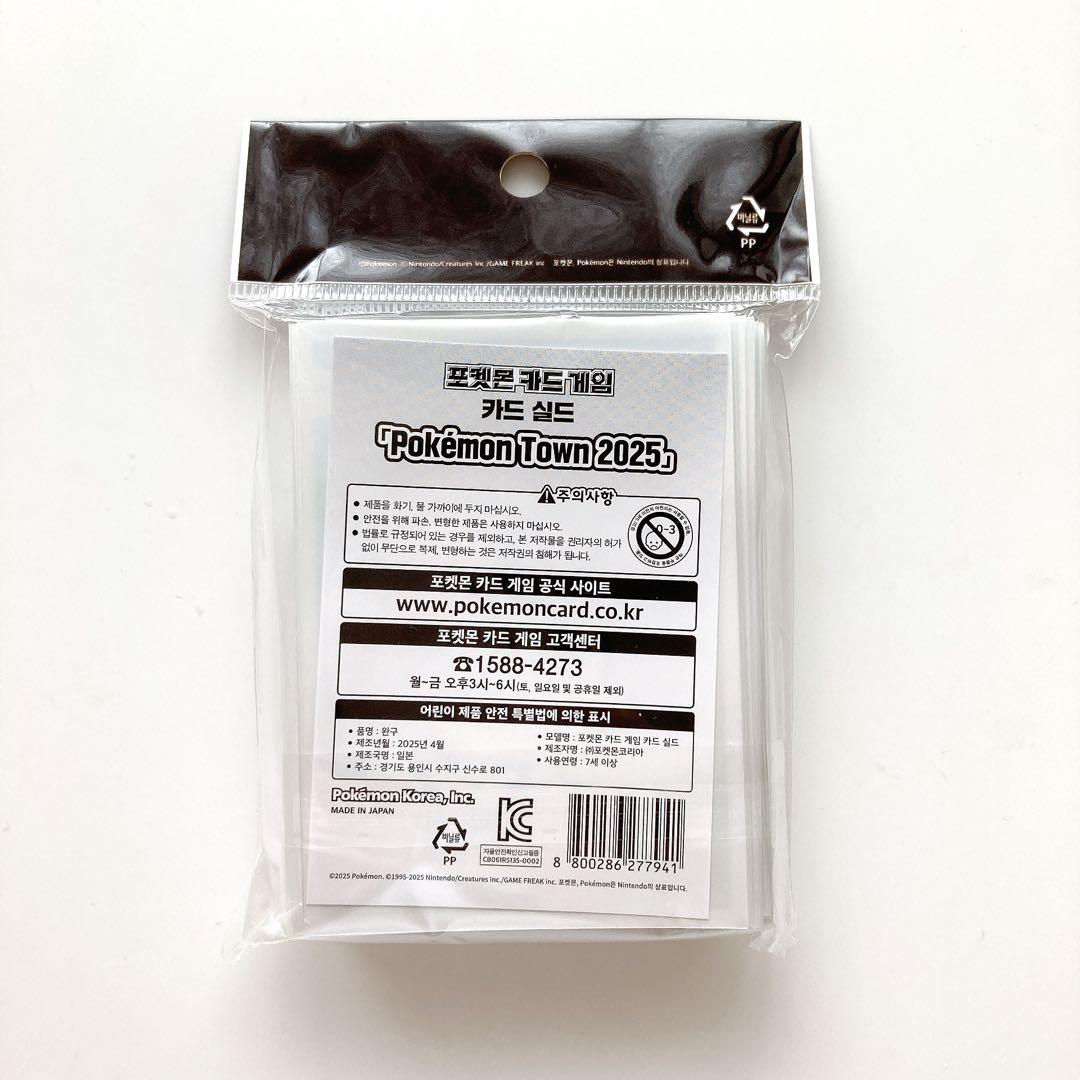 비닐류
PP
©Pokémon. ©Nintendo/Creatures Inc./GAME FREAK inc. 포켓몬, Pokémon은 Nintendo의 상표입니다.
포켓몬 카드 게임
카드 실드
「Pokémon Town 2025」
주의사항
• 제품을 화기, 물 가까이에 두지 마십시오.
• 안전을 위해 파손, 변형한 제품은 사용하지 마십시오.
• 법률로 규정되어 있는 경우를 제외하고, 본 저작물을 권리자의 허가
없이 무단으로 복제, 변형하는 것은 저작권의 침해가 됩니다.
0-3
포켓몬 카드 게임 공식 사이트
www.pokemoncard.co.kr
포켓몬 카드 게임 고객센터
☎1588-4273
월~금 오후3시~6시(토, 일요일 및 공휴일 제외)
어린이 제품 안전 특별법에 의한 표시
• 품명 : 완구
• 제조년월 : 2025년 4월
• 제조국명 : 일본
• 주소 : 경기도 용인시 수지구 신수로 801
• 모델명 : 포켓몬 카드 게임 카드 실드
• 제조자명 : ㈜포켓몬코리아
• 사용연령 : 7세 이상
Pokémon Korea, Inc.
MADE IN JAPAN
비닐류
PP
KC
자율안전확인신고필증
CB061R5135-0002
8 800286 277941
©2025 Pokémon. ©1995-2025 Nintendo/Creatures Inc./GAME FREAK inc. 포켓몬, Pokémon은 Nintendo의 상표입니다.